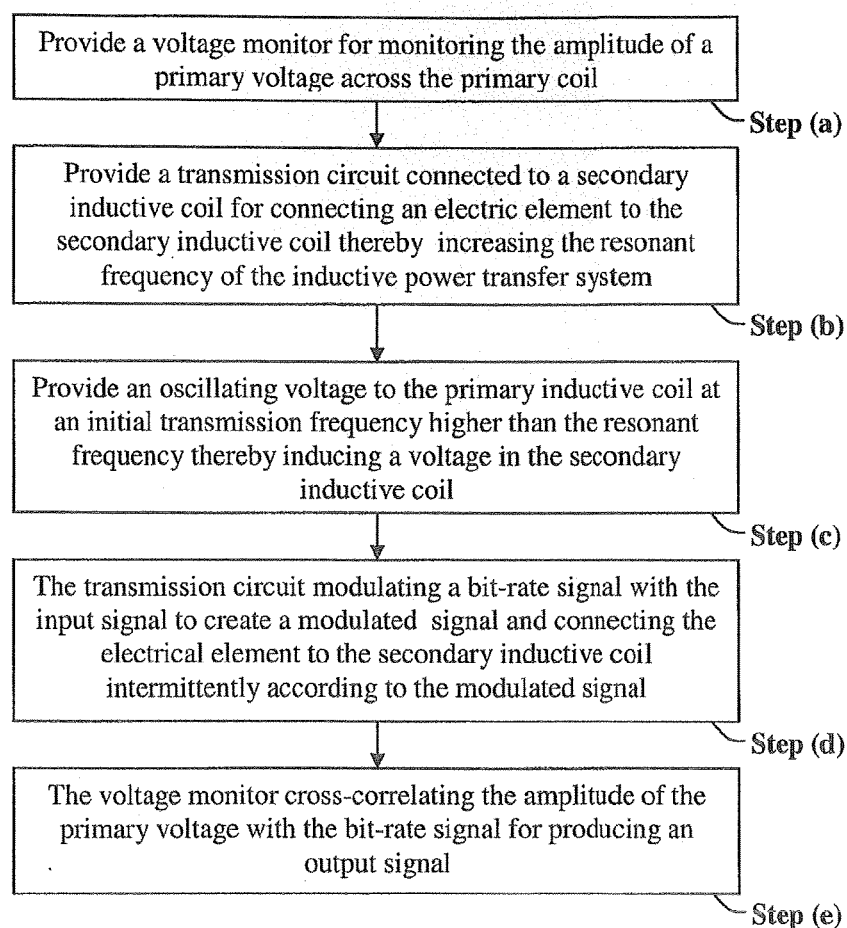 Provide a voltage monitor for monitoring the amplitude of a
primary voltage across the primary coil
Step (a)
Provide a transmission circuit connected to a secondary
inductive coil for connecting an electric element to the
secondary inductive coil thereby increasing the resonant
frequency of the inductive power transfer system
Step (b)
Provide an oscillating voltage to the primary inductive coil at
an initial transmission frequency higher than the resonant
frequency thereby inducing a voltage in the secondary
inductive coil
Step (c)
The transmission circuit modulating a bit-rate signal with the
input signal to create a modulated signal and connecting the
electrical element to the secondary inductive coil
intermittently according to the modulated signal
Step (d)
The voltage monitor cross-correlating the amplitude of the
primary voltage with the bit-rate signal for producing an
output signal
Step (e)